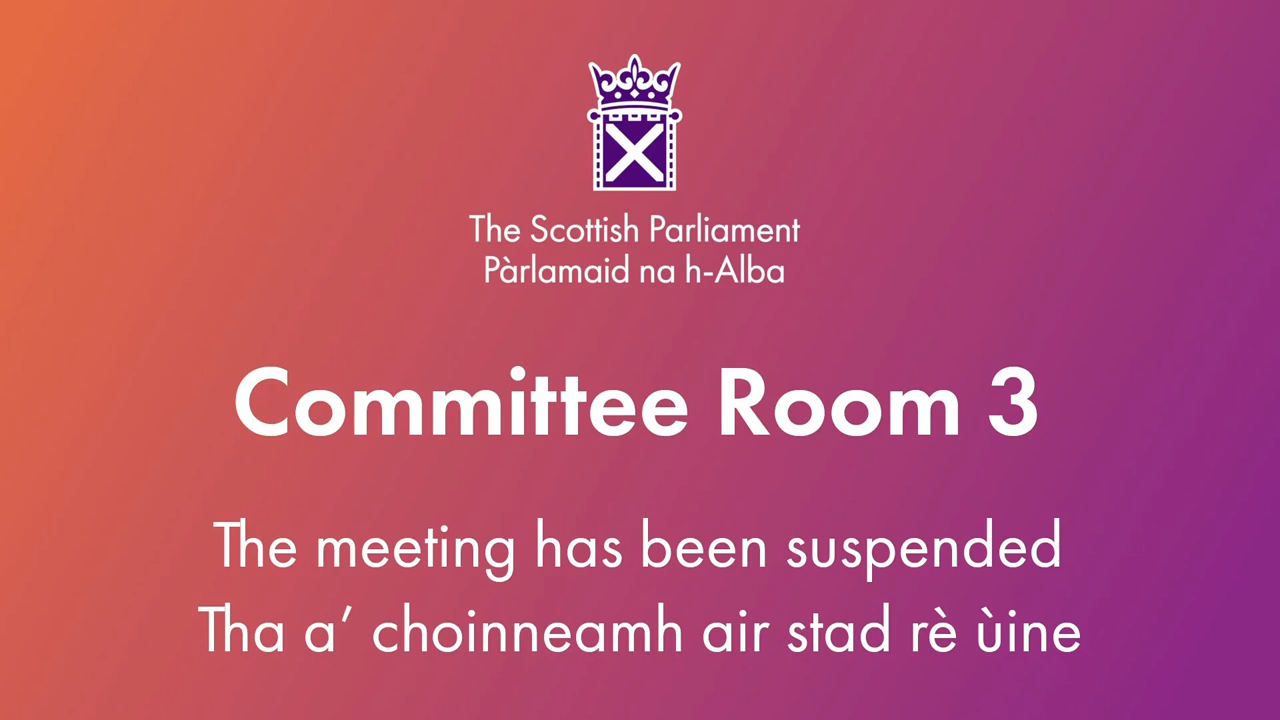 The Scottish Parliament
Pàrlamaid na h-Alba
Committee Room 3
The meeting has been suspended
Tha a’ choinneamh air stad rè ùine